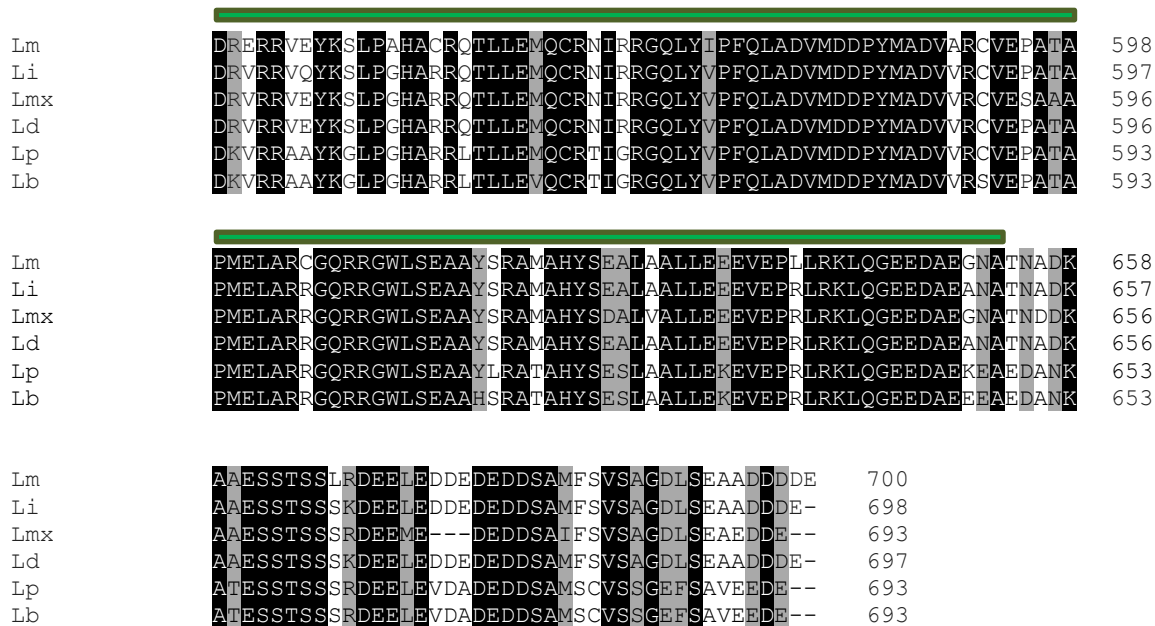 Lm DRERRVEYKSLPAHACRQTLLEMQCRNIRRGQLYIPFQLADVMDDPYMADVARCVEPATA 598
Li DRVRRVQYKSLPGHARRQTLLEMQCRNIRRGQLYVPFQLADVMDDPYMADVVRCVEPATA 597
Lmx DRVRRVEYKSLPGHARRQTLLEMQCRNIRRGQLYVPFQLADVMDDPYMADVVRCVESAAA 596
Ld DRVRRVEYKSLPGHARRQTLLEMQCRNIRRGQLYVPFQLADVMDDPYMADVVRCVEPATA 596
Lp DKVRRAAYKGLPGHARRLTLLEMQCRTIGRGQLYVPFQLADVMDDPYMADVVRCVEPATA 593
Lb DKVRRAAYKGLPGHARRLTLLEVQCRTIGRGQLYVPFQLADVMDDPYMADVVRSVEPATA 593
Lm PMELARCGQRRGWLSEAAYSRAMAHYSEALAALLEEEVEPLLRKLQGEEDAEGNATNADK 658
Li PMELARRGQRRGWLSEAAYSRAMAHYSEALAALLEEEVEPRLRKLQGEEDAEANATNADK 657
Lmx PMELARRGQRRGWLSEAAYSRAMAHYSDALVALLEEEVEPRLRKLQGEEDAEGNATNDDK 656
Ld PMELARRGQRRGWLSEAAYSRAMAHYSEALAALLEEEVEPRLRKLQGEEDAEANATNADK 656
Lp PMELARRGQRRGWLSEAAYLRATAHYSESLAALLEKEVEPRLRKLQGEEDAEKEAEDANK 653
Lb PMELARRGQRRGWLSEAAHSRATAHYSESLAALLEKEVEPRLRKLQGEEDAEEEAEDANK 653
Lm AAESSTSSLRDEELEDDEDEDDSAMFSVSAGDLSEAADDDDE 700
Li AAESSTSSSKDEELEDDEDEDDSAMFSVSAGDLSEAADDDE- 698
Lmx AAESSTSSSRDEEME---DEDDSAIFSVSAGDLSEAEDDE-- 693
Ld AAESSTSSSKDEELEDDEDEDDSAMFSVSAGDLSEAADDDE- 697
Lp ATESSTSSSRDEELEVDADEDDSAMSCVSSGEFSAVEEDE-- 693
Lb ATESSTSSSRDEELEVDADEDDSAMSCVSSGEFSAVEEDE-- 693